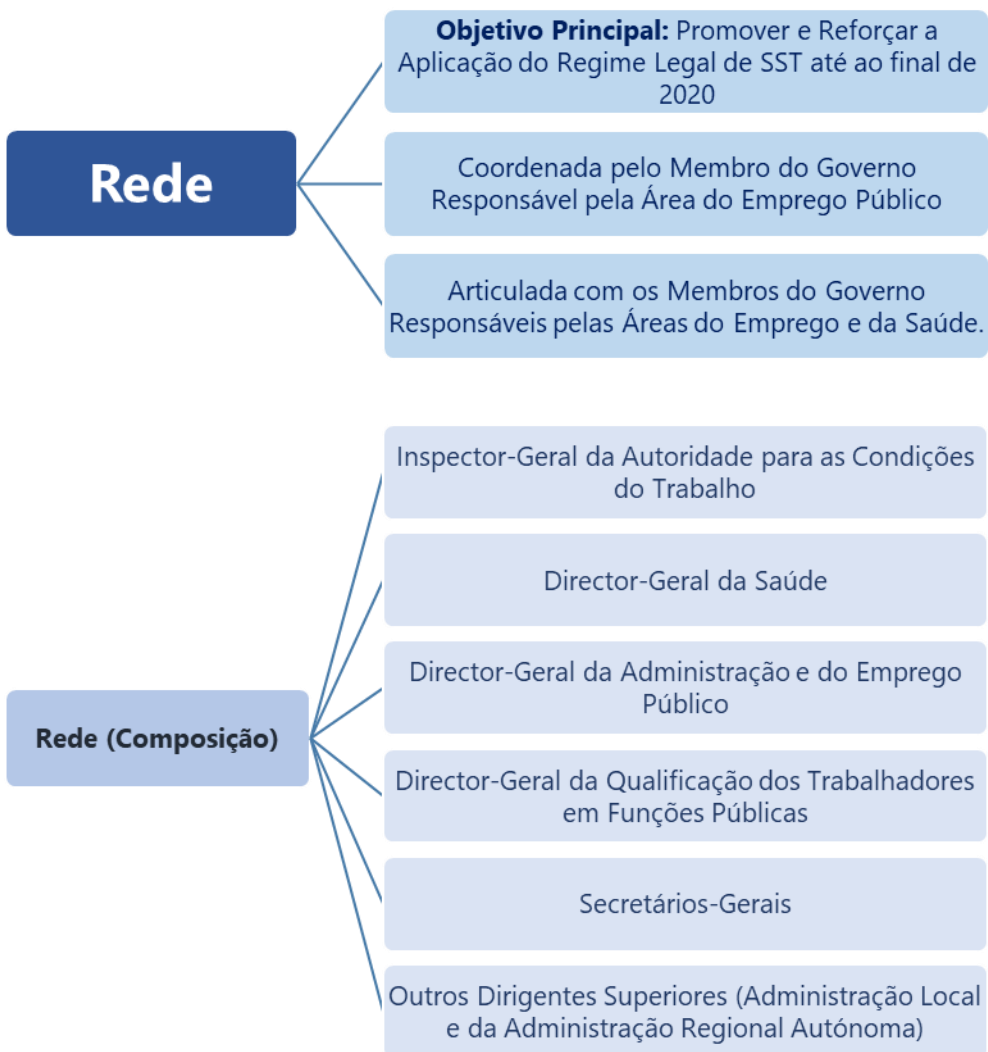 Objetivo Principal: Promover e Reforçar a
Aplicação do Regime Legal de SST até ao final de
2020
Rede
Coordenada pelo Membro do Governo
Responsável pela Área do Emprego Público
Articulada com os Membros do Governo
Responsáveis pelas Áreas do Emprego e da Saúde.
Inspector-Geral da Autoridade para as Condições
do Trabalho
Director-Geral da Saúde
Director-Geral da Administração e do Emprego
Público
Rede (Composição)
Director-Geral da Qualificação dos Trabalhadores
em Funções Públicas
Secretários-Gerais
Outros Dirigentes Superiores (Administração Local
e da Administração Regional Autónoma)